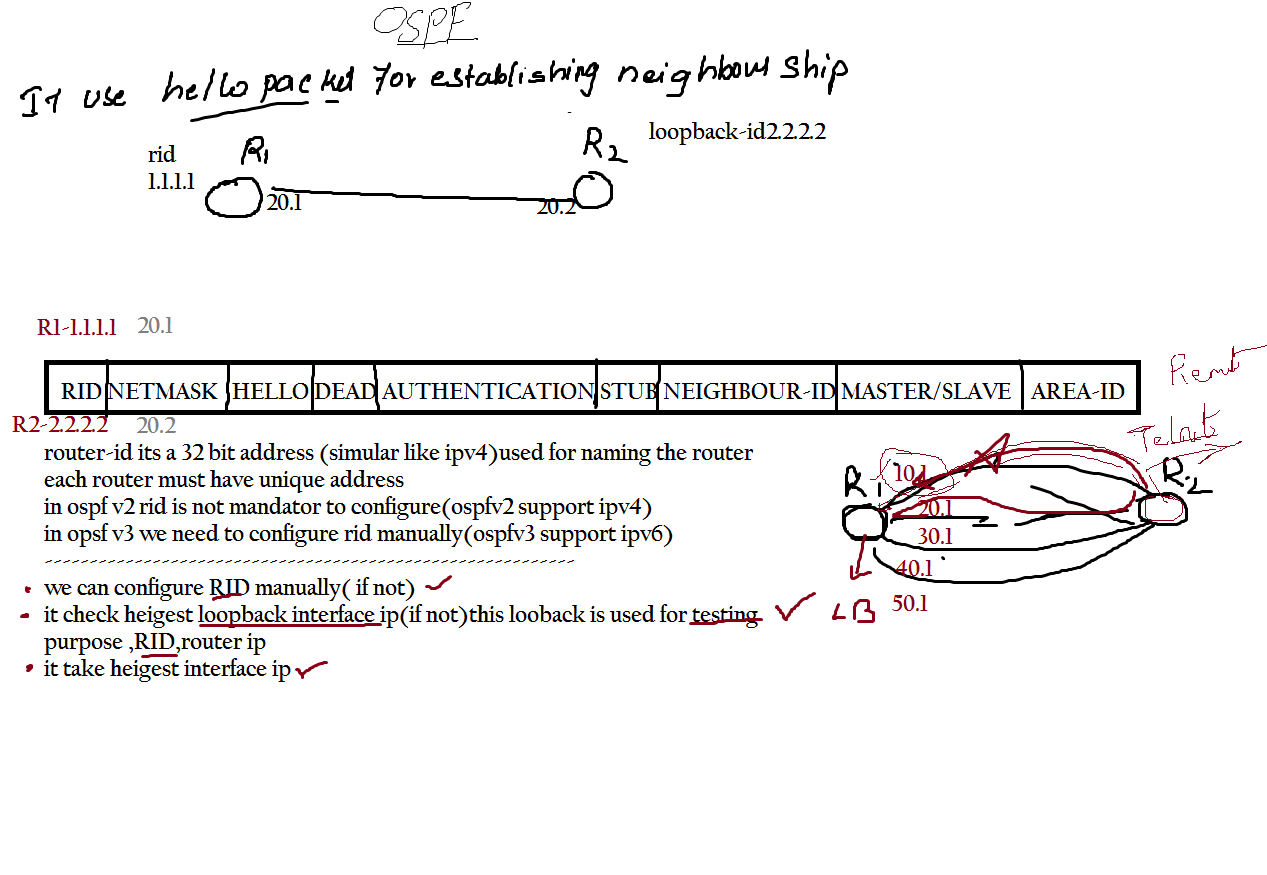 OSPF
It use hello packet for establishing neighbour ship
loopback-id2.2.2.2
rid
1.1.1.1
R1
R2
20.1
20.2
R1-1.1.1.1 20.1
RID NETMASK HELLO DEAD AUTHENTICATION STUB NEIGHBOUR-ID MASTER/SLAVE AREA-ID
R2-2.2.2.2 20.2
router-id its a 32 bit address (simular like ipv4)used for naming the router
each router must have unique address
in ospf v2 rid is not mandator to configure(ospfv2 support ipv4)
in opsf v3 we need to configure rid manually(ospfv3 support ipv6)
we can configure RID manually( if not)
it check heigest loopback interface ip(if not)this looback is used for testing
purpose ,RID,router ip
it take heigest interface ip
R1
R2
10.1
20.1
30.1
40.1
50.1
LB